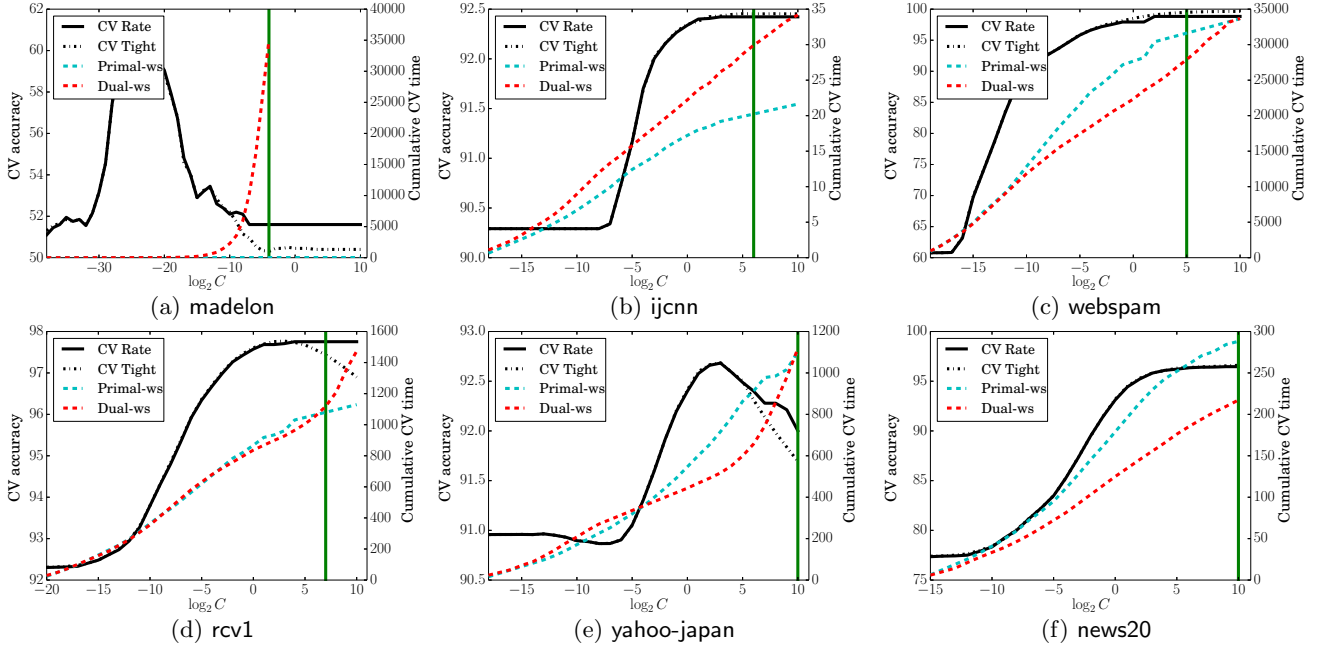 CV Rate
CV Tight
Primal-ws
Dual-ws
CV accuracy
62
60
58
56
54
52
50
Cumulative CV time
40000
35000
30000
25000
20000
15000
10000
5000
0
−30 −20 −10 0 10
log₂ C
(a) madelon
CV Rate
CV Tight
Primal-ws
Dual-ws
CV accuracy
92.5
92.0
91.5
91.0
90.5
90.0
Cumulative CV time
35
30
25
20
15
10
5
0
−15 −10 −5 0 5 10
log₂ C
(b) ijcnn
CV Rate
CV Tight
Primal-ws
Dual-ws
CV accuracy
100
95
90
85
80
75
70
65
60
Cumulative CV time
35000
30000
25000
20000
15000
10000
5000
0
−15 −10 −5 0 5 10
log₂ C
(c) webspam
CV Rate
CV Tight
Primal-ws
Dual-ws
CV accuracy
98
97
96
95
94
93
92
Cumulative CV time
1600
1400
1200
1000
800
600
400
200
0
−20 −15 −10 −5 0 5 10
log₂ C
(d) rcv1
CV Rate
CV Tight
Primal-ws
Dual-ws
CV accuracy
93.0
92.5
92.0
91.5
91.0
90.5
Cumulative CV time
1200
1000
800
600
400
200
0
−15 −10 −5 0 5 10
log₂ C
(e) yahoo-japan
CV Rate
CV Tight
Primal-ws
Dual-ws
CV accuracy
100
95
90
85
80
75
Cumulative CV time
300
250
200
150
100
50
0
−15 −10 −5 0 5 10
log₂ C
(f) news20